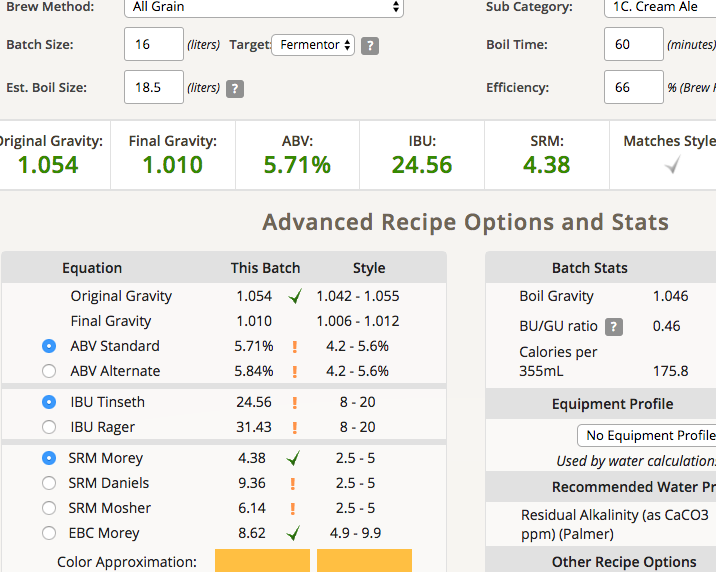 Brew Method: All Grain Sub Category: 1C. Cream Ale
Batch Size: 16 (liters) Target: Fermentor ? Boil Time: 60 (minutes)
Est. Boil Size: 18.5 (liters) ? Efficiency: 66 % (Brew
Original Gravity: Final Gravity: ABV: IBU: SRM: Matches Style
1.054 1.010 5.71% 24.56 4.38
Advanced Recipe Options and Stats
Equation This Batch Style
Original Gravity 1.054 1.042 - 1.055
Final Gravity 1.010 1.006 - 1.012
ABV Standard 5.71% ! 4.2 - 5.6%
ABV Alternate 5.84% ! 4.2 - 5.6%
IBU Tinseth 24.56 ! 8 - 20
IBU Rager 31.43 ! 8 - 20
SRM Morey 4.38 2.5 - 5
SRM Daniels 9.36 ! 2.5 - 5
SRM Mosher 6.14 ! 2.5 - 5
EBC Morey 8.62 4.9 - 9.9
Color Approximation:
Batch Stats
Boil Gravity 1.046
BU/GU ratio ? 0.46
Calories per
355mL 175.8
Equipment Profile
No Equipment Profile
Used by water calculation
Recommended Water Pr
Residual Alkalinity (as CaCO3
ppm) (Palmer)
Other Recipe Options